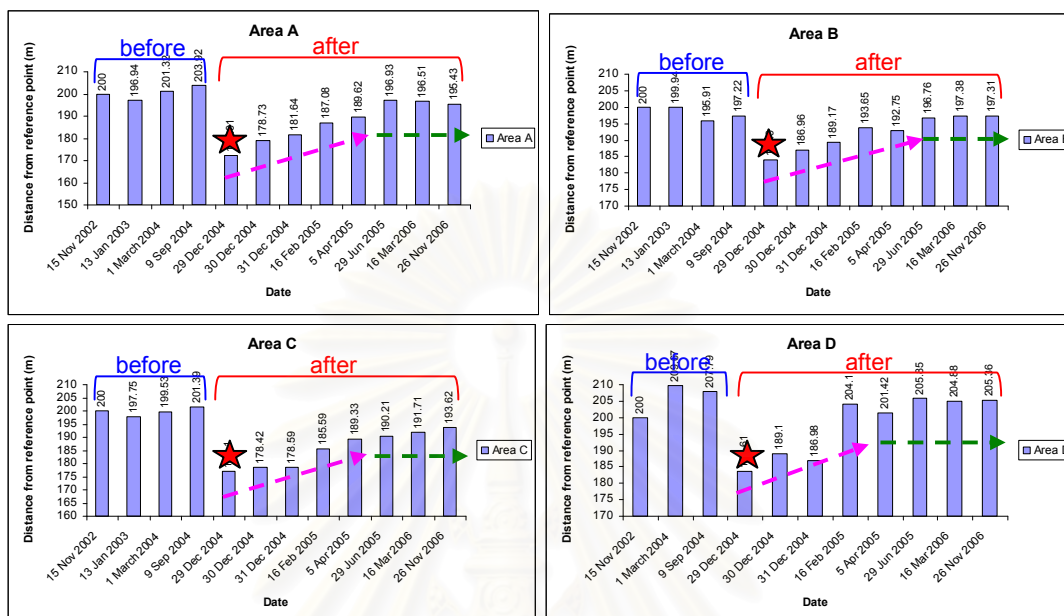 Area A
before
after
Distance from reference point (m)
210
200
190
180
170
160
150
200
196.94
201.32
203.92
178.73
181.64
187.08
189.62
196.93
196.51
195.43
15 Nov 2002
13 Jan 2003
1 March 2004
9 Sep 2004
29 Dec 2004
30 Dec 2004
31 Dec 2004
16 Feb 2005
5 Apr 2005
29 Jun 2005
16 Mar 2006
26 Nov 2006
Date
Area A
Area B
before
after
Distance from reference point (m)
210
205
200
195
190
185
180
175
170
200
199.94
195.91
197.22
186.96
189.17
193.65
192.75
196.76
197.38
197.31
15 Nov 2002
13 Jan 2003
1 March 2004
9 Sep 2004
29 Dec 2004
30 Dec 2004
31 Dec 2004
16 Feb 2005
5 Apr 2005
29 Jun 2005
16 Mar 2006
26 Nov 2006
Date
Area
Area C
before
after
Distance from reference point (m)
210
205
200
195
190
185
180
175
170
165
160
200
197.75
199.53
201.39
178.42
178.59
185.59
189.33
190.21
191.71
193.62
15 Nov 2002
13 Jan 2003
1 March 2004
9 Sep 2004
29 Dec 2004
30 Dec 2004
31 Dec 2004
16 Feb 2005
5 Apr 2005
29 Jun 2005
16 Mar 2006
26 Nov 2006
Date
Area C
Area D
before
after
Distance from reference point (m)
210
205
200
195
190
185
180
175
170
200
207.79
189.1
186.98
204.1
201.42
205.85
204.88
205.36
15 Nov 2002
1 March 2004
9 Sep 2004
29 Dec 2004
30 Dec 2004
31 Dec 2004
16 Feb 2005
5 Apr 2005
29 Jun 2005
16 Mar 2006
26 Nov 2006
Date
Area